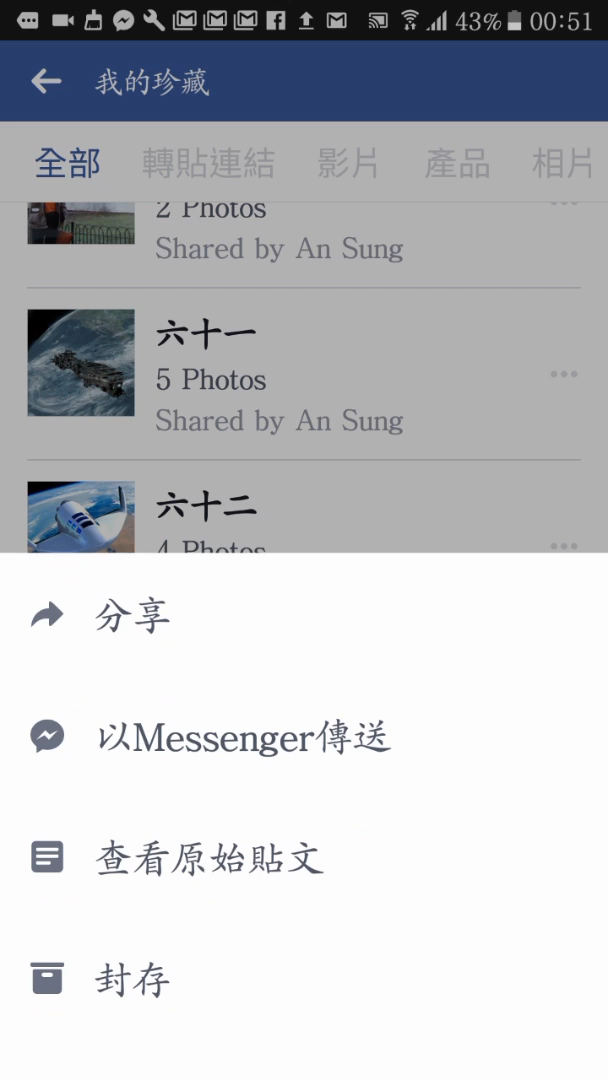 43% 00:51
我的珍藏
全部 轉貼連結 影片 產品 相片
2 Photos
Shared by An Sung
六十一
5 Photos
Shared by An Sung
六十二
4 Photos
分享
以Messenger傳送
查看原始貼文
封存